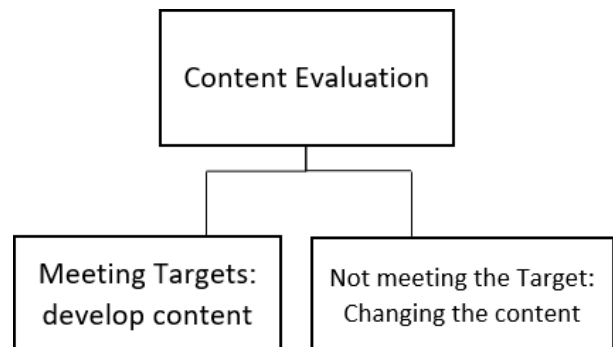 Content Evaluation
Meeting Targets:
develop content
Not meeting the Target:
Changing the content